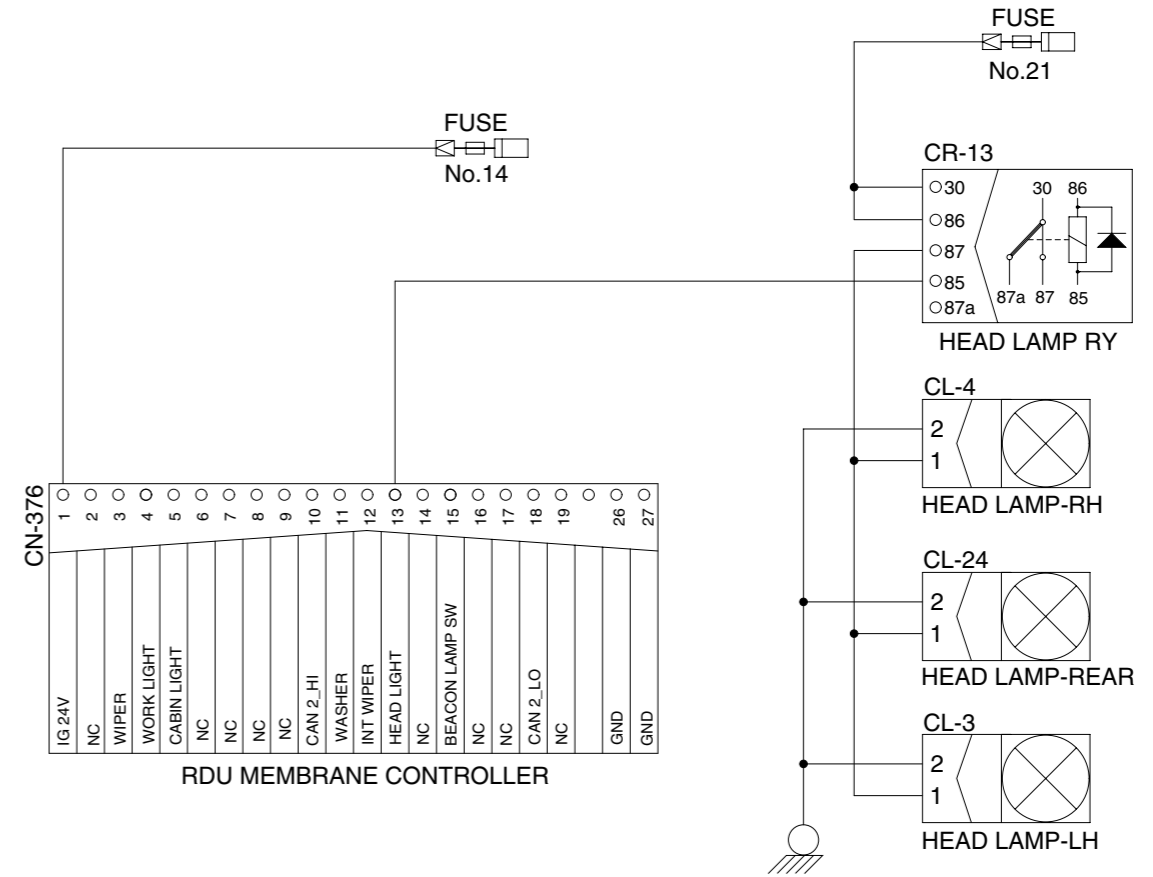 FUSE
No.21
FUSE
No.14
CR-13
30
86
87
85
87a
30 86
87a 87 85
HEAD LAMP RY
CL-4
2
1
HEAD LAMP-RH
CL-24
2
1
HEAD LAMP-REAR
CL-3
2
1
HEAD LAMP-LH
CN-376
1 2 3 4 5 6 7 8 9 10 11 12 13 14 15 16 17 18 19 26 27
IG 24V
NC
WIPER
WORK LIGHT
CABIN LIGHT
NC
NC
NC
NC
CAN 2_HI
WASHER
INT WIPER
HEAD LIGHT
NC
BEACON LAMP SW
NC
NC
CAN 2_LO
NC
GND
GND
RDU MEMBRANE CONTROLLER